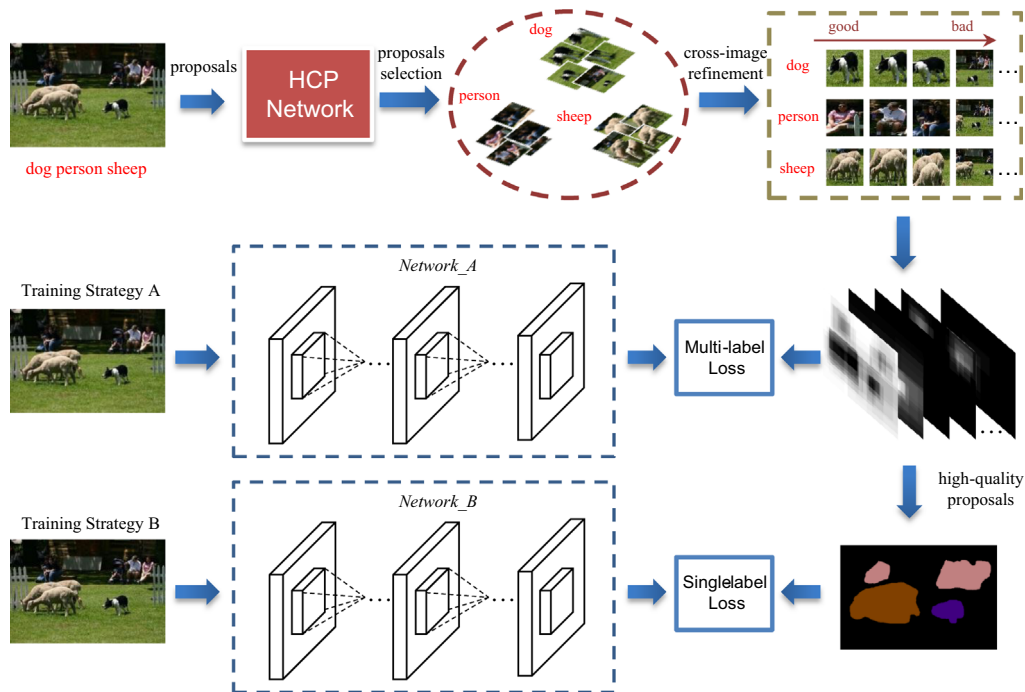 dog person sheep
proposals
HCP
Network
proposals
selection
dog
person
sheep
cross-image
refinement
good bad
dog
...
person
...
sheep
...
Training Strategy A
Network_A
... ...
Multi-label
Loss
...
high-quality
proposals
Training Strategy B
Network_B
... ...
Singlelabel
Loss